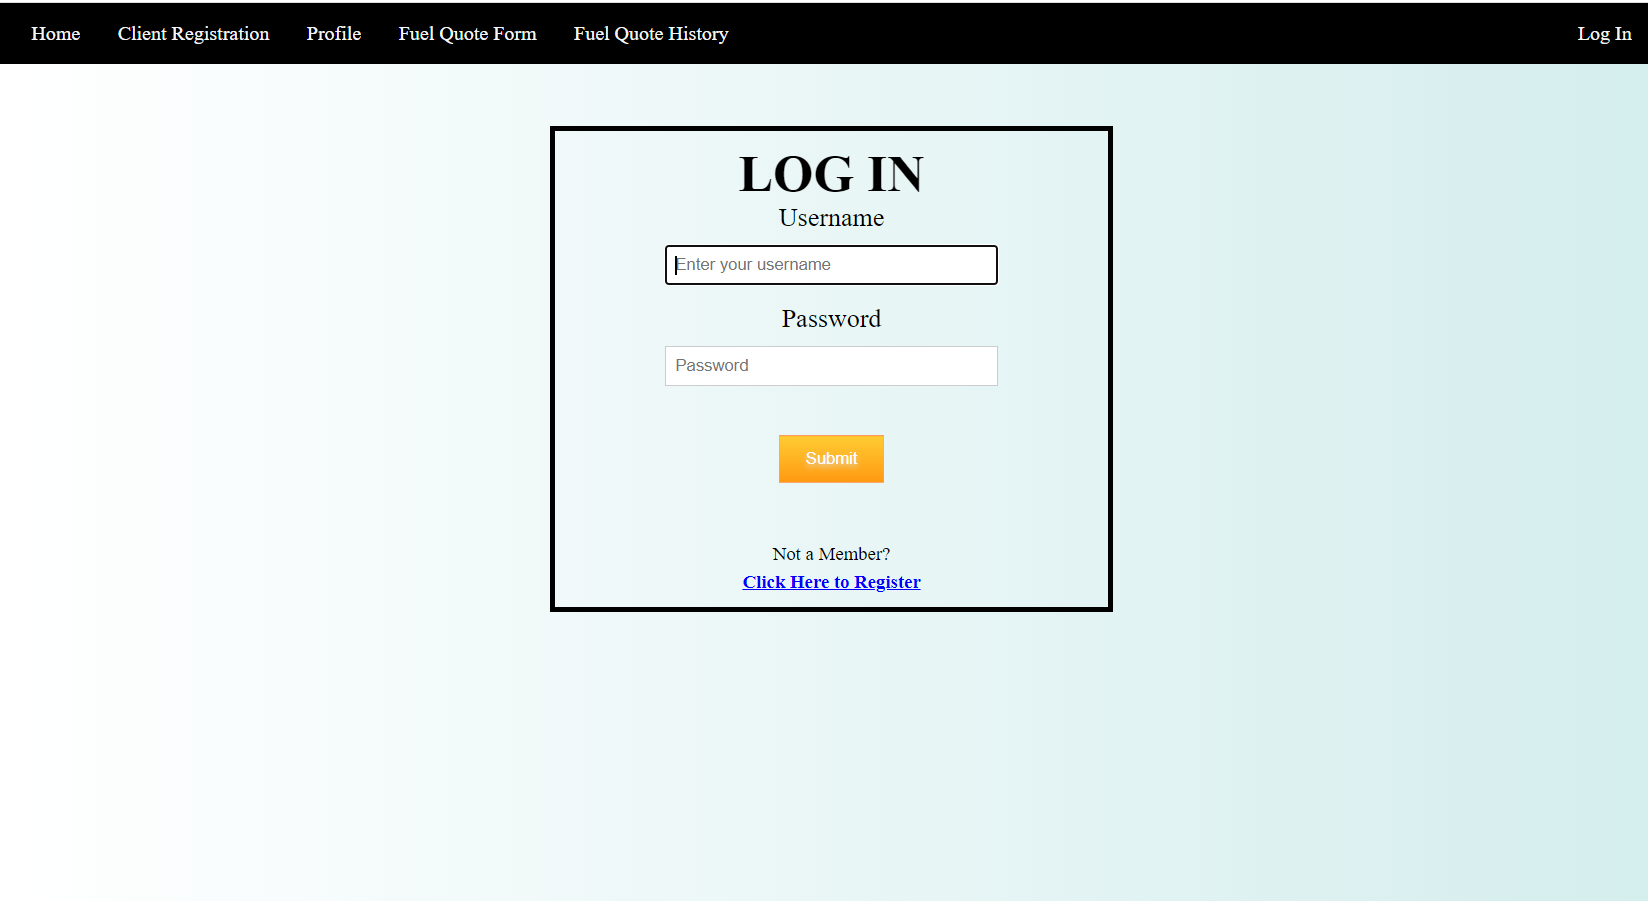 Home Client Registration Profile Fuel Quote Form Fuel Quote History Log In
LOG IN
Username
Enter your username
Password
Password
Submit
Not a Member?
Click Here to Register